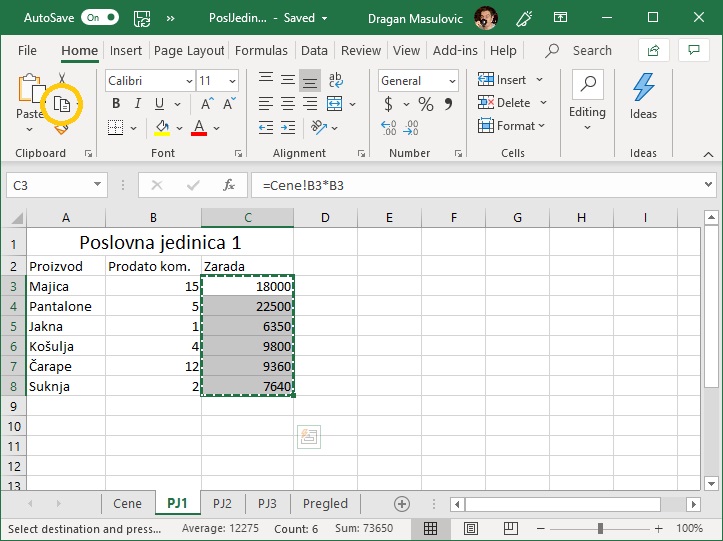 AutoSave On PoslJedin... - Saved Dragan Masulovic
File Home Insert Page Layout Formulas Data Review View Add-ins Help Search
Paste Calibri 11 General Insert Editing Ideas
B I U A A ab c $ % 9 Delete
A .00 .00 Format
Clipboard Font Alignment Number Cells Ideas
C3 fx =Cene!B3*B3
A B C D E F G H I
1 Poslovna jedinica 1
2 Proizvod Prodato kom. Zarada
3 Majica 15 18000
4 Pantalone 5 22500
5 Jakna 1 6350
6 Košulja 4 9800
7 Čarape 12 9360
8 Suknja 2 7640
9
10
11
12
13
Cene PJ1 PJ2 PJ3 Pregled
Select destination and press... Average: 12275 Count: 6 Sum: 73650 100%